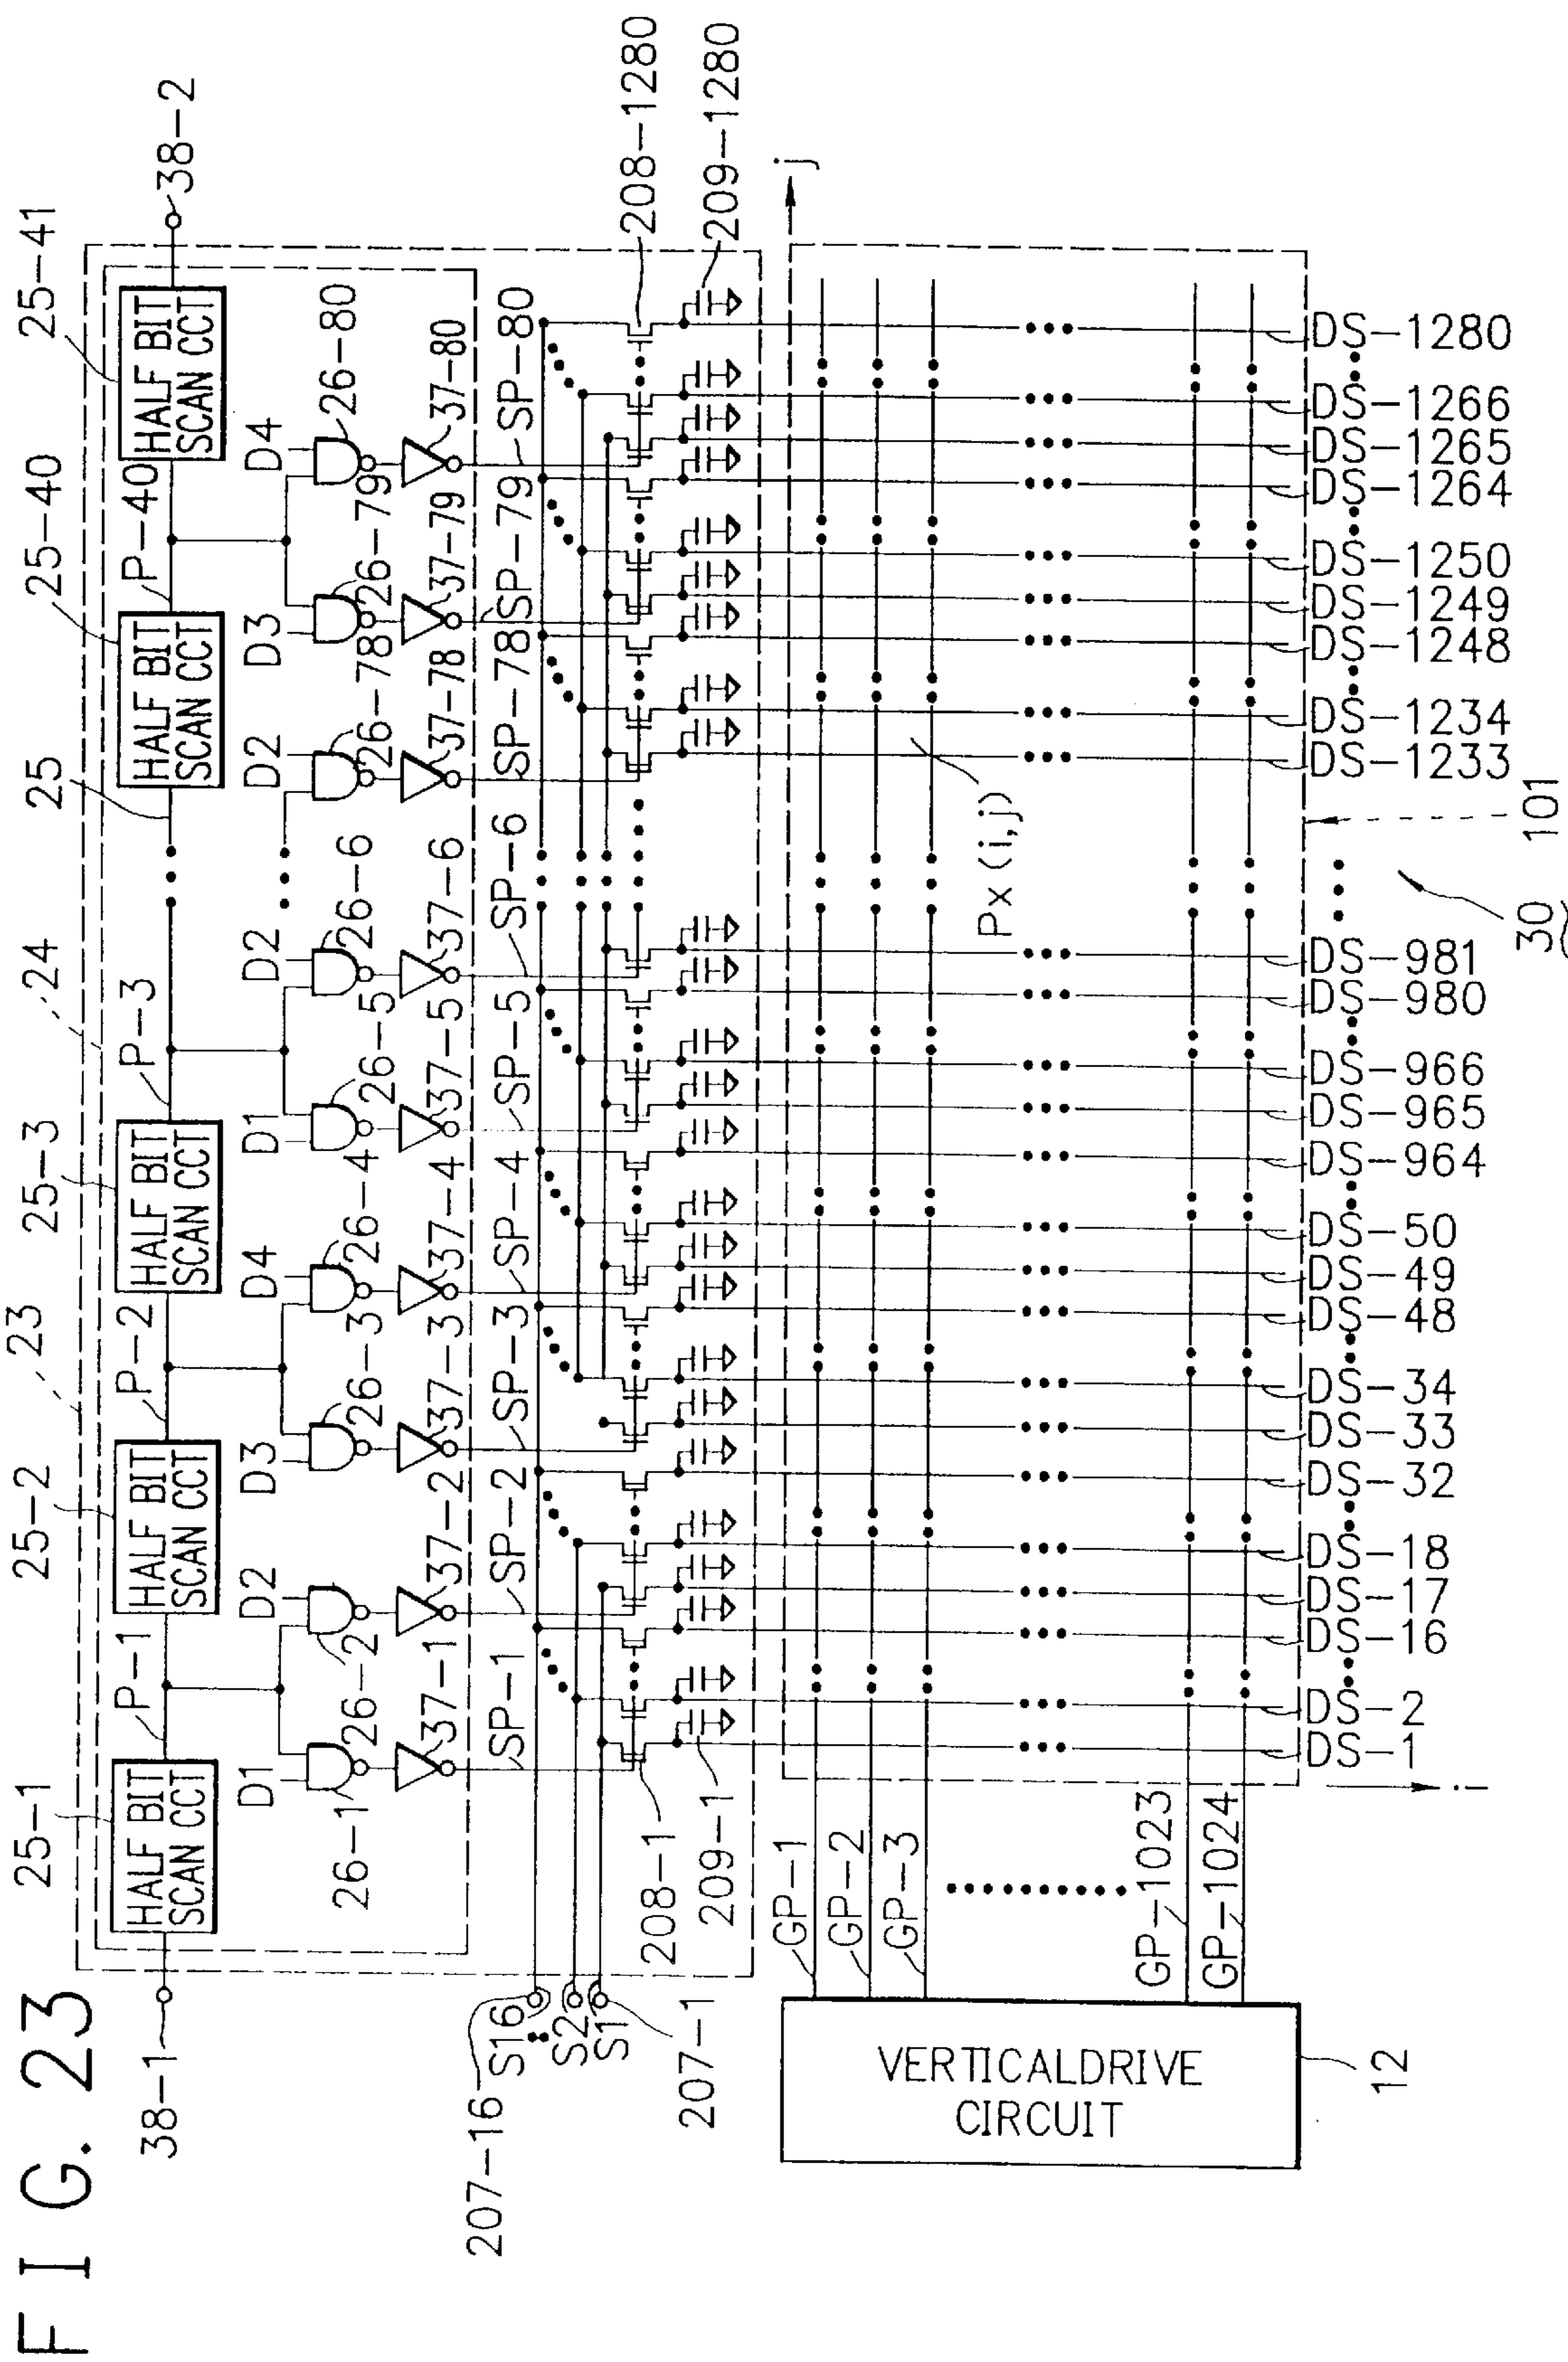 FIG. 23
23
24
25-1
25-2
25-3
25
25-40
25-41
38-1
HALF BIT
SCAN CCT
P-1
HALF BIT
SCAN CCT
P-2
HALF BIT
SCAN CCT
P-3
HALF BIT
SCAN CCT
P-40
HALF BIT
SCAN CCT
38-2
D1
D2
D3
D4
D1
D2
D2
D3
D4
26-1
26-2
26-3
26-4
26-5
26-6
26-78
26-79
26-80
37-1
37-2
37-3
37-4
37-5
37-6
37-78
37-79
37-80
SP-1
SP-2
SP-3
SP-4
SP-5
SP-6
SP-78
SP-79
SP-80
207-16
S16
S2
S1
207-1
208-1
209-1
208-1280
209-1280
j
GP-1
GP-2
GP-3
GP-1023
GP-1024
Px(i,j)
VERTICALDRIVE
CIRCUIT
12
i
DS-1
DS-2
DS-16
DS-17
DS-18
DS-32
DS-33
DS-34
DS-48
DS-49
DS-50
DS-964
DS-965
DS-966
DS-980
DS-981
DS-1233
DS-1234
DS-1248
DS-1249
DS-1250
DS-1264
DS-1265
DS-1266
DS-1280
30
101